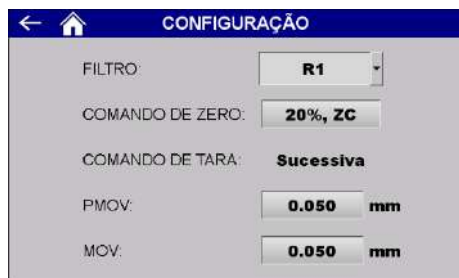 CONFIGURAÇÃO
FILTRO: R1
COMANDO DE ZERO: 20%, ZC
COMANDO DE TARA: Sucessiva
PMOV: 0.050 mm
MOV: 0.050 mm